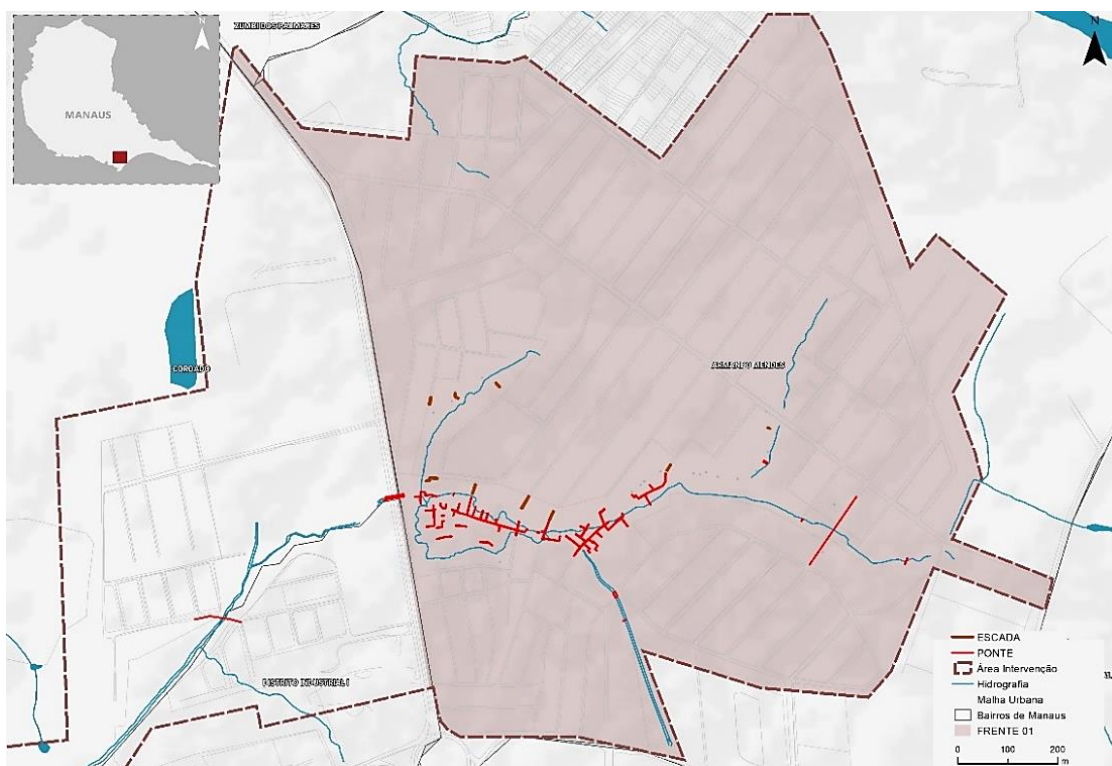 ZUMBI DOS PALMARES
N
N
MANAUS
COROADO
ARMANDO MENDES
DISTRITO INDUSTRIAL I
ESCADA
PONTE
Área Intervenção
Hidrografia
Malha Urbana
Bairros de Manaus
FRENTE 01
0 100 200
m